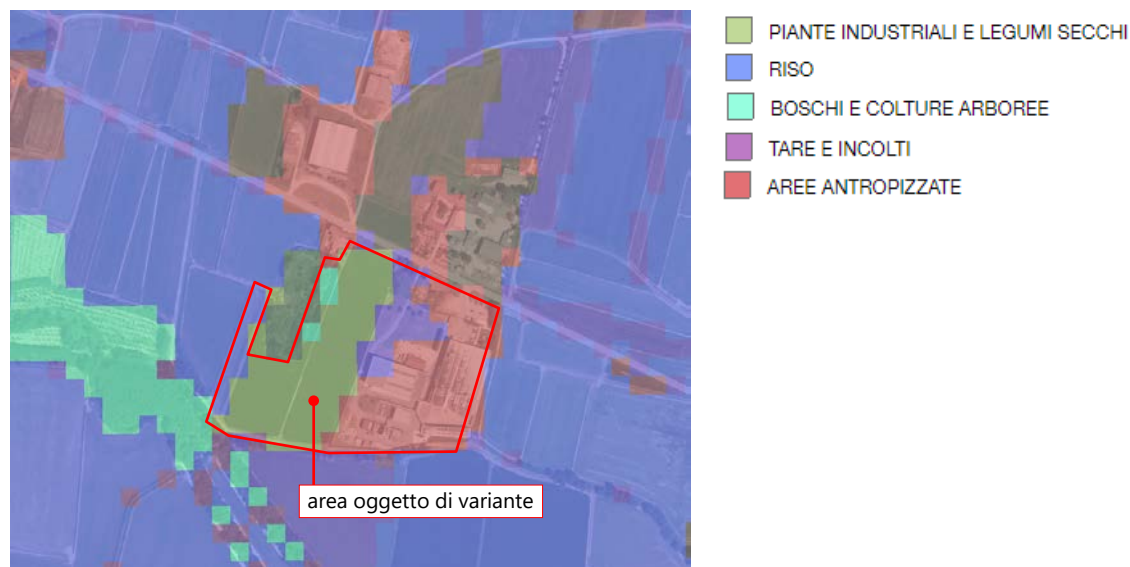 PIANTE INDUSTRIALI E LEGUMI SECCHI
RISO
BOSCHI E COLTURE ARBOREE
TARE E INCOLTI
AREE ANTROPIZZATE
area oggetto di variante